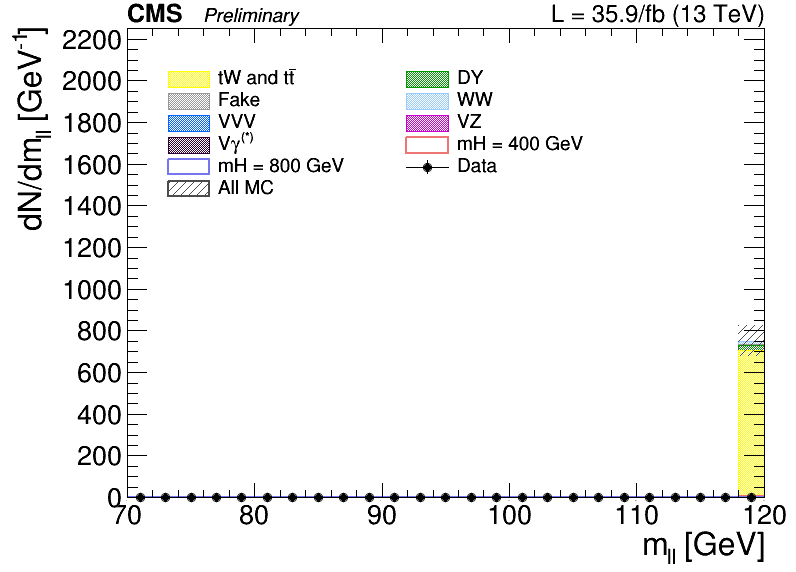 CMS Preliminary L = 35.9/fb (13 TeV)
dN/dm_ll [GeV⁻¹]
2200
2000
1800
1600
1400
1200
1000
800
600
400
200
0
tW and tt̄ DY
Fake WW
VVV VZ
Vγ⁽*⁾ mH = 400 GeV
mH = 800 GeV Data
All MC
70 80 90 100 110 120
m_ll [GeV]